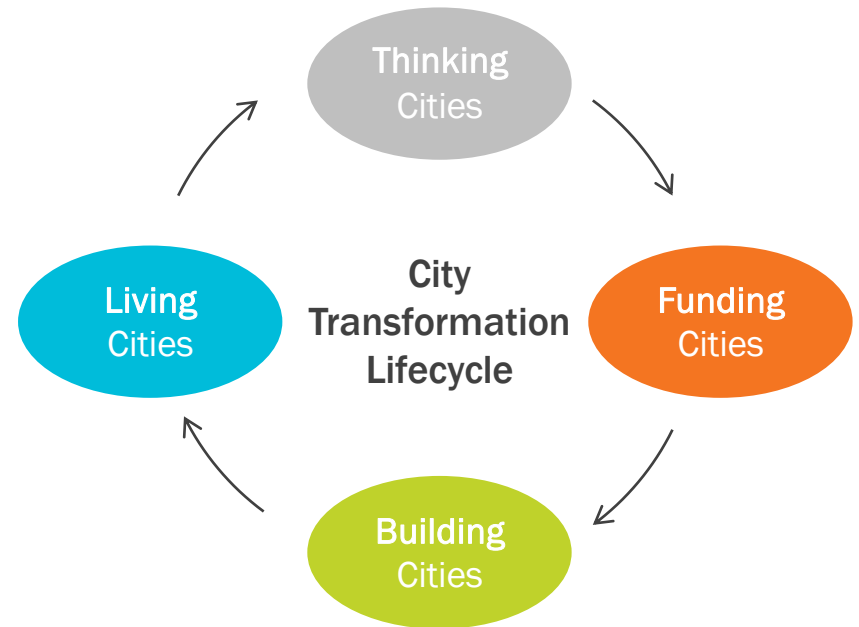 Thinking
Cities
Living
Cities
City
Transformation
Lifecycle
Funding
Cities
Building
Cities